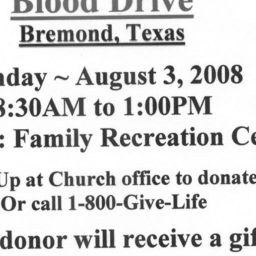 Blood Drive
Bremond, Texas
nday ~ August 3, 2008
8:30AM to 1:00PM
: Family Recreation Ce
Up at Church office to donate
Or call 1-800-Give-Life
donor will receive a gif